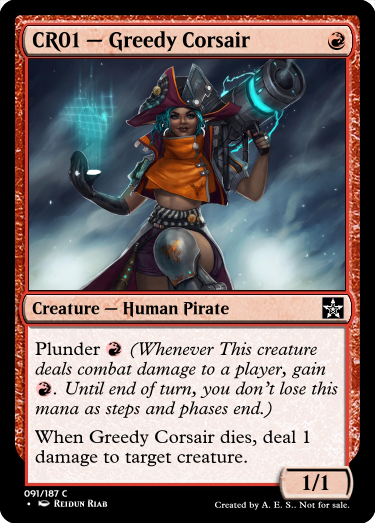 CR01 — Greedy Corsair
Creature — Human Pirate
Plunder (Whenever This creature
deals combat damage to a player, gain
. Until end of turn, you don't lose this
mana as steps and phases end.)
When Greedy Corsair dies, deal 1
damage to target creature.
1/1
091/187 C
• Reidun Riab
Created by A. E. S.. Not for sale.